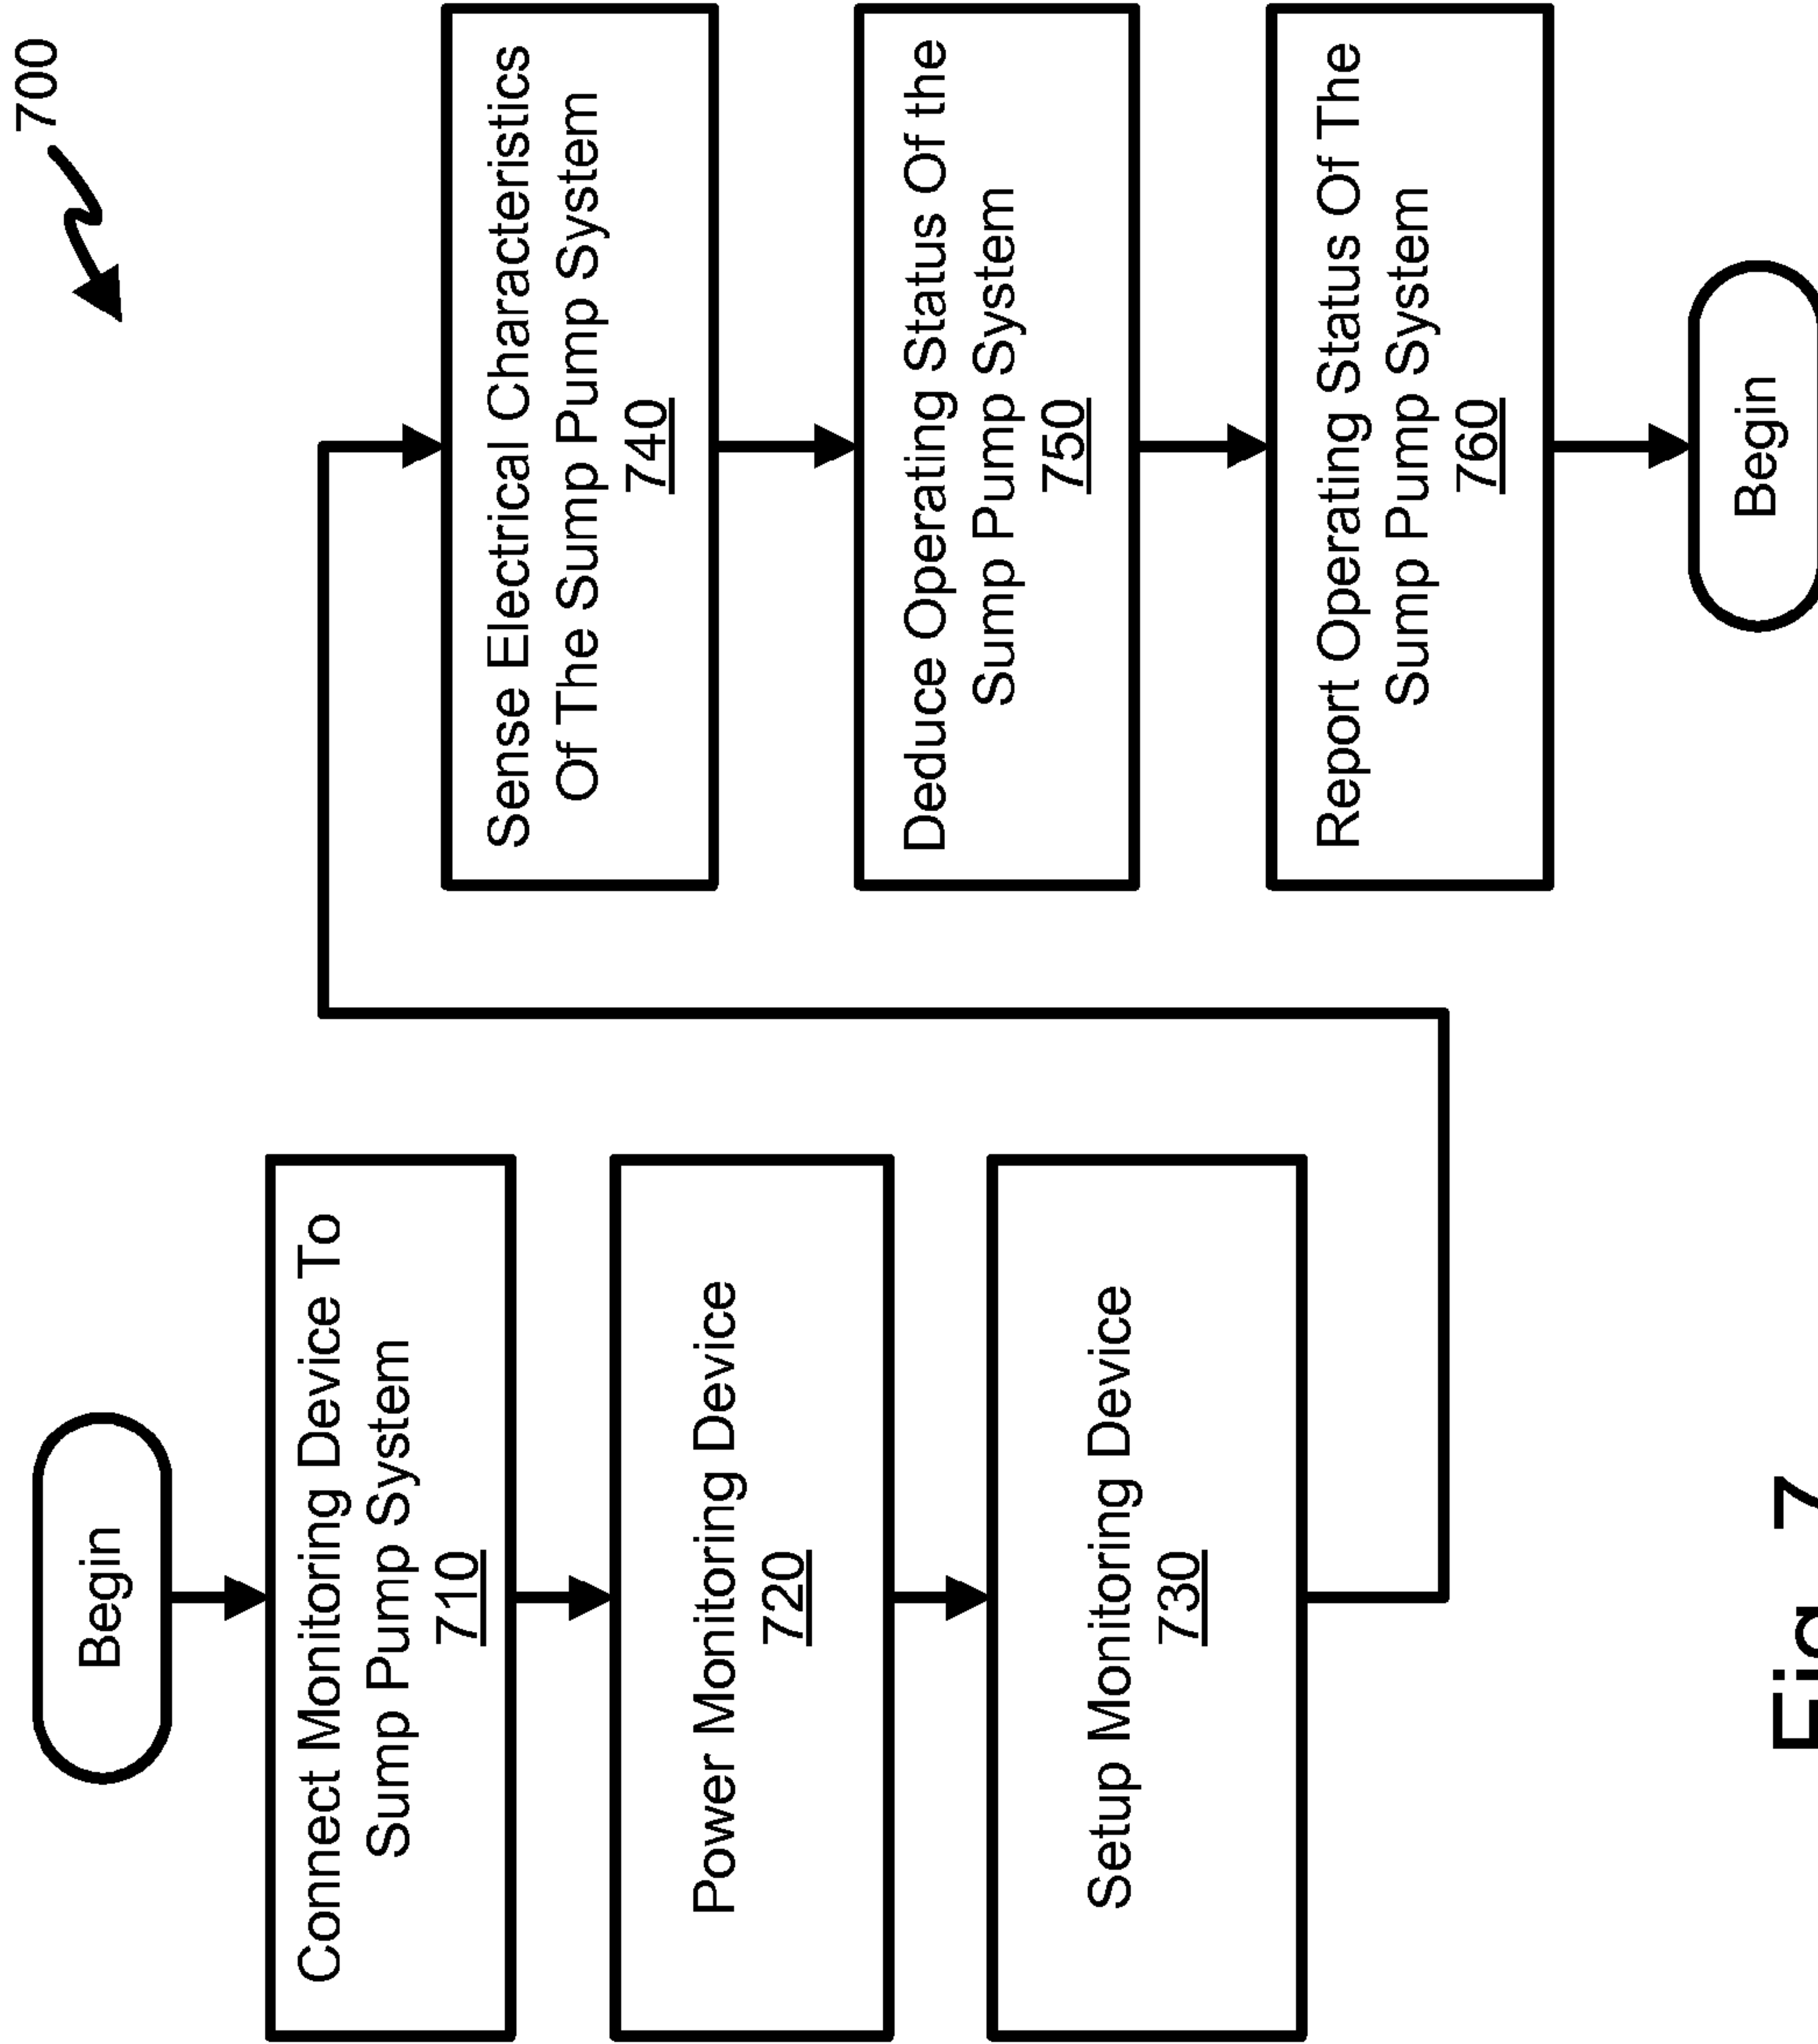 700
Begin
Connect Monitoring Device To
Sump Pump System
710
Power Monitoring Device
720
Setup Monitoring Device
730
Sense Electrical Characteristics
Of The Sump Pump System
740
Deduce Operating Status Of the
Sump Pump System
750
Report Operating Status Of The
Sump Pump System
760
Begin
Fig. 7